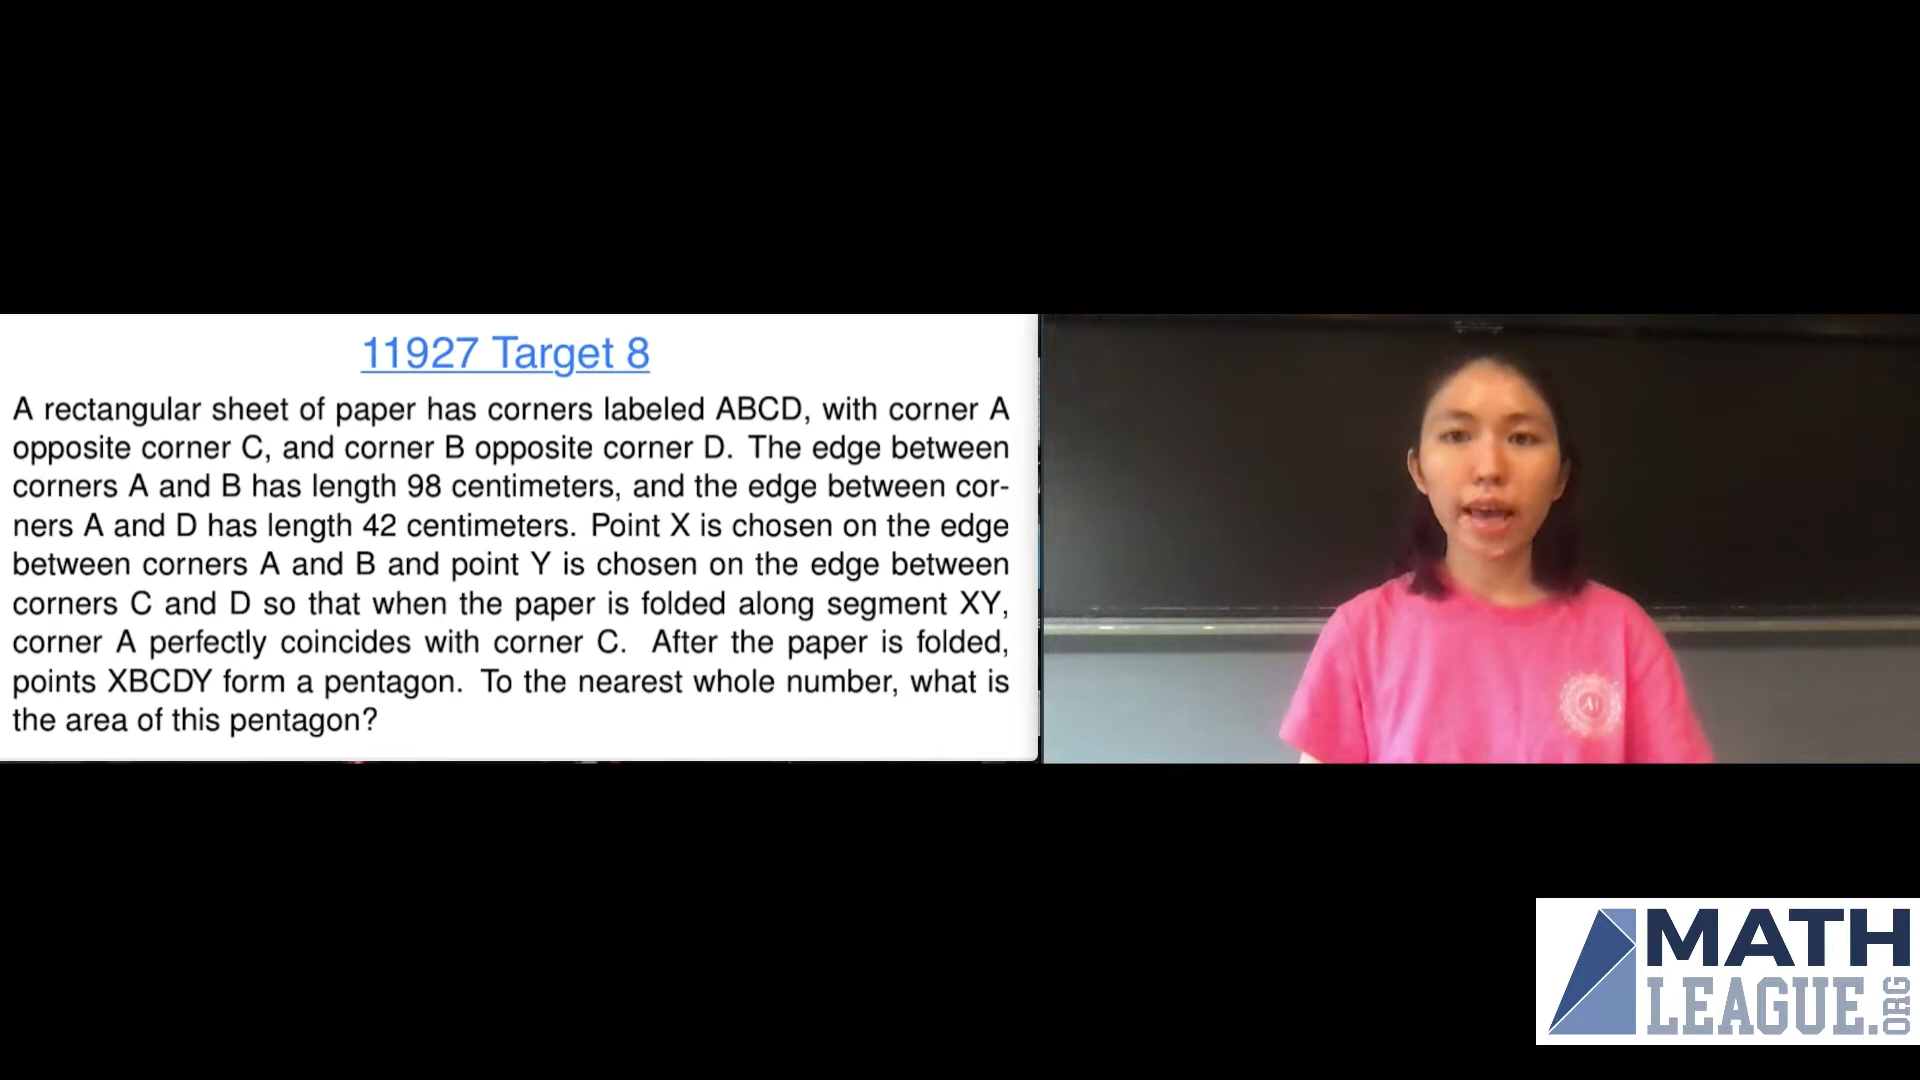 11927 Target 8
A rectangular sheet of paper has corners labeled ABCD, with corner A
opposite corner C, and corner B opposite corner D. The edge between
corners A and B has length 98 centimeters, and the edge between cor-
ners A and D has length 42 centimeters. Point X is chosen on the edge
between corners A and B and point Y is chosen on the edge between
corners C and D so that when the paper is folded along segment XY,
corner A perfectly coincides with corner C. After the paper is folded,
points XBCDY form a pentagon. To the nearest whole number, what is
the area of this pentagon?
MATH
LEAGUE.ORG